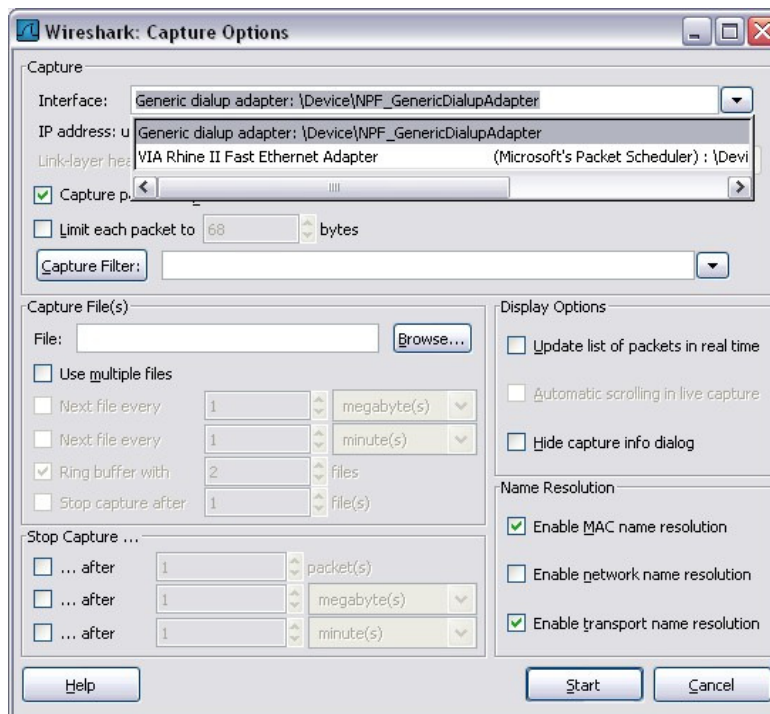 Wireshark: Capture Options
Capture
Interface: Generic dialup adapter: \Device\NPF_GenericDialupAdapter
IP address: u
Generic dialup adapter: \Device\NPF_GenericDialupAdapter
Link-layer hea
VIA Rhine II Fast Ethernet Adapter (Microsoft's Packet Scheduler) : \Devi
Capture p
Limit each packet to 68 bytes
Capture Filter:
Capture File(s)
File: Browse...
Use multiple files
Next file every 1 megabyte(s)
Next file every 1 minute(s)
Ring buffer with 2 files
Stop capture after 1 file(s)
Stop Capture ...
... after 1 packet(s)
... after 1 megabyte(s)
... after 1 minute(s)
Display Options
Update list of packets in real time
Automatic scrolling in live capture
Hide capture info dialog
Name Resolution
Enable MAC name resolution
Enable network name resolution
Enable transport name resolution
Help Start Cancel